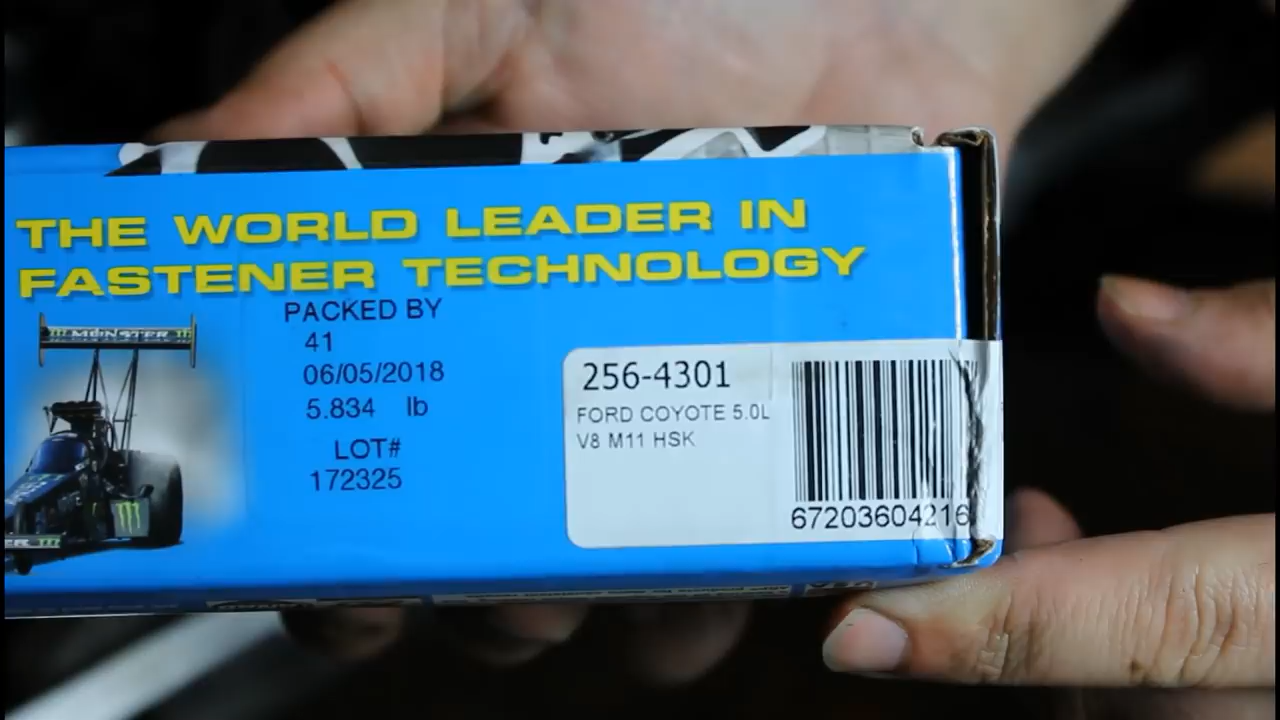 THE WORLD LEADER IN
FASTENER TECHNOLOGY
PACKED BY
41
06/05/2018
5.834 lb
LOT#
172325
MONSTER
256-4301
FORD COYOTE 5.0L
V8 M11 HSK
67203604216